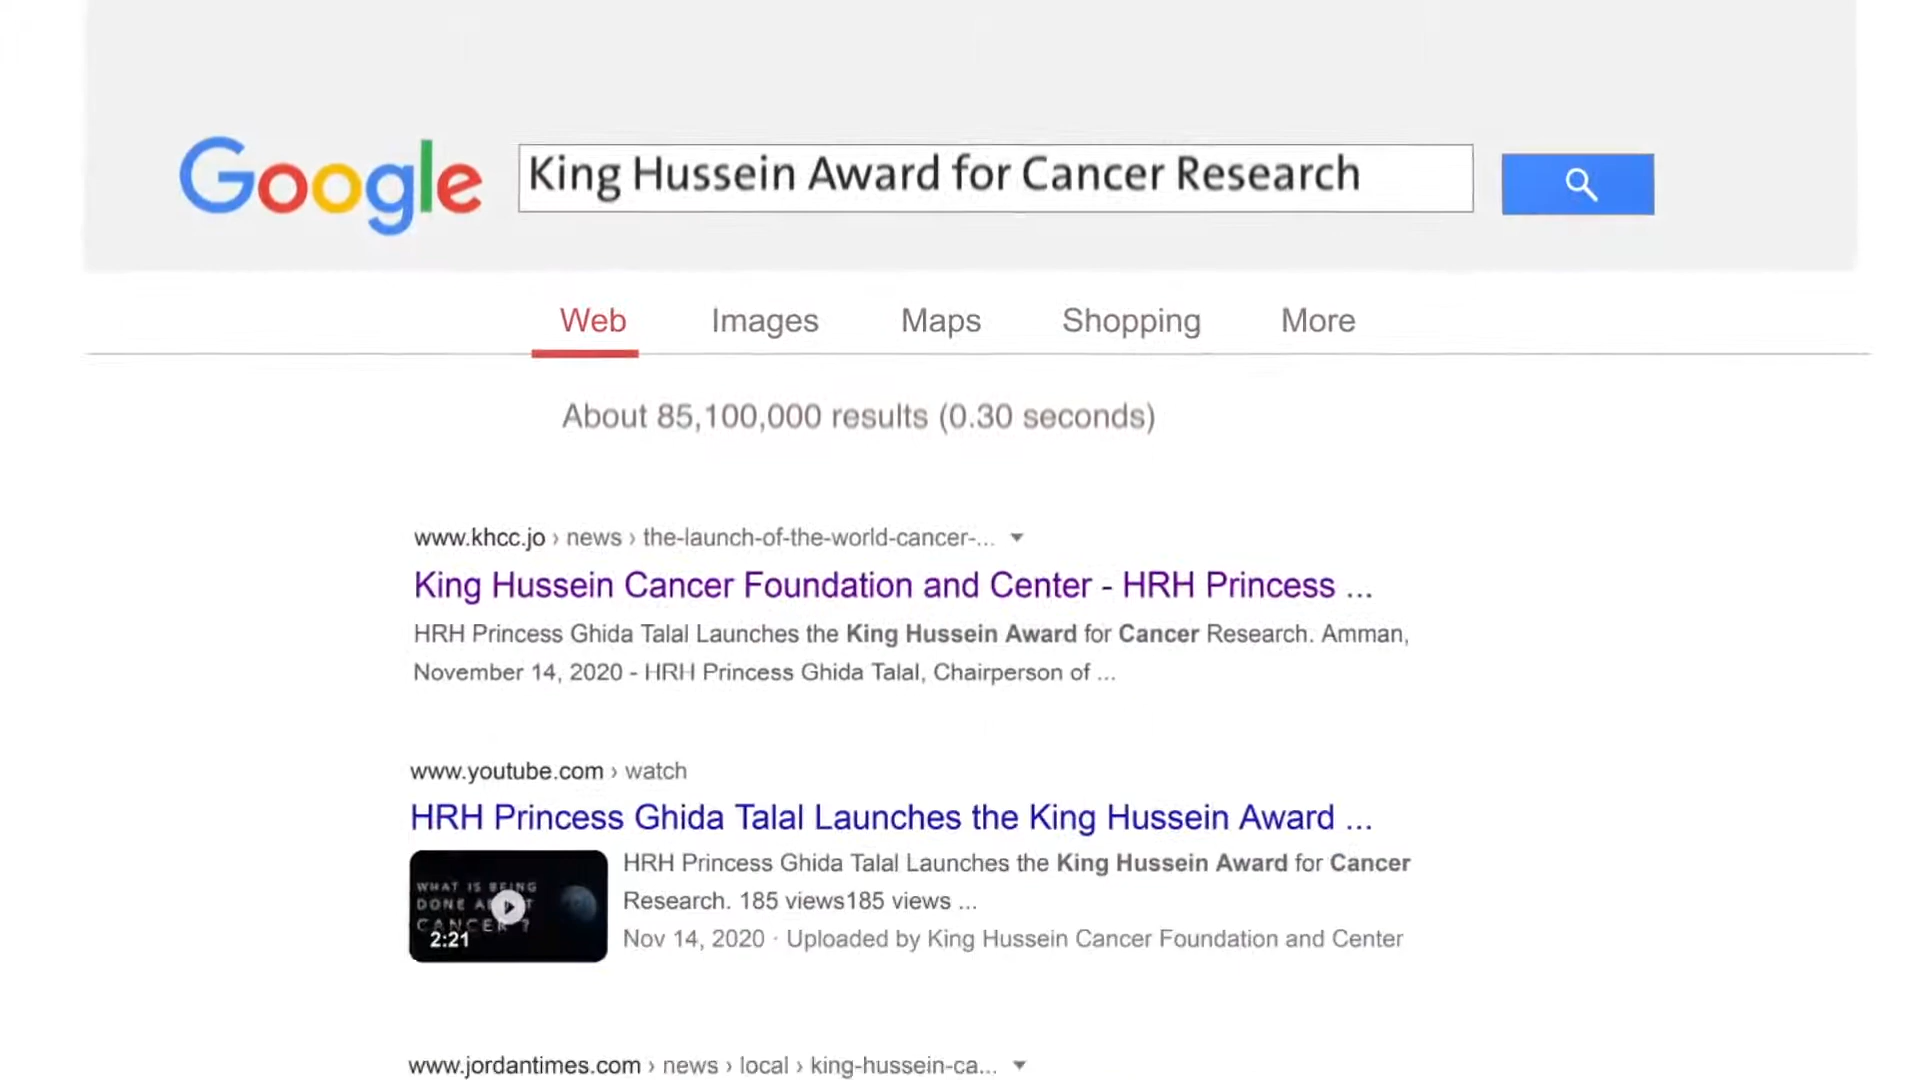 Google King Hussein Award for Cancer Research
Web Images Maps Shopping More
About 85,100,000 results (0.30 seconds)
www.khcc.jo › news › the-launch-of-the-world-cancer-...
King Hussein Cancer Foundation and Center - HRH Princess ...
HRH Princess Ghida Talal Launches the King Hussein Award for Cancer Research. Amman,
November 14, 2020 - HRH Princess Ghida Talal, Chairperson of ...
www.youtube.com › watch
HRH Princess Ghida Talal Launches the King Hussein Award ...
WHAT IS BEING
DONE ABOUT
CANCER ?
2:21
HRH Princess Ghida Talal Launches the King Hussein Award for Cancer
Research. 185 views185 views ...
Nov 14, 2020 · Uploaded by King Hussein Cancer Foundation and Center
www.jordantimes.com › news › local › king-hussein-ca...